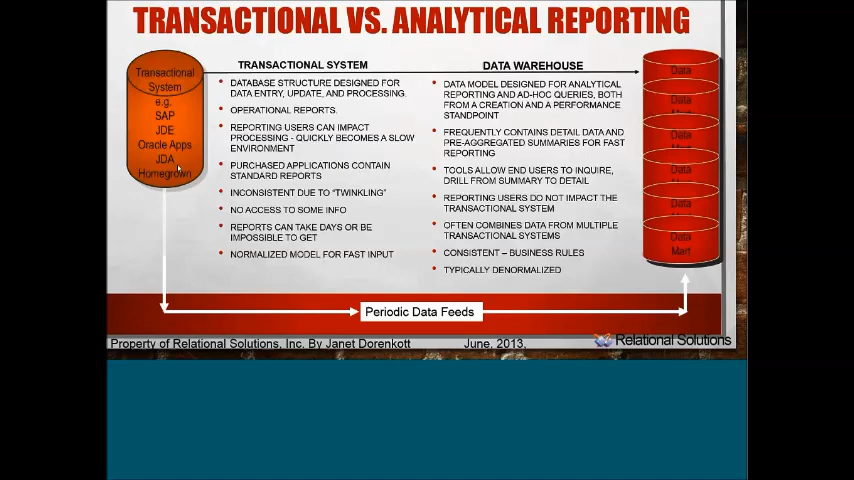 TRANSACTIONAL VS. ANALYTICAL REPORTING
Transactional
System
e.g.
SAP
JDE
Oracle Apps
JDA
Homegrown
TRANSACTIONAL SYSTEM
• DATABASE STRUCTURE DESIGNED FOR
DATA ENTRY, UPDATE, AND PROCESSING.
• OPERATIONAL REPORTS.
• REPORTING USERS CAN IMPACT
PROCESSING - QUICKLY BECOMES A SLOW
ENVIRONMENT
• PURCHASED APPLICATIONS CONTAIN
STANDARD REPORTS
• INCONSISTENT DUE TO "TWINKLING"
• NO ACCESS TO SOME INFO
• REPORTS CAN TAKE DAYS OR BE
IMPOSSIBLE TO GET
• NORMALIZED MODEL FOR FAST INPUT
DATA WAREHOUSE
• DATA MODEL DESIGNED FOR ANALYTICAL
REPORTING AND AD-HOC QUERIES, BOTH
FROM A CREATION AND A PERFORMANCE
STANDPOINT
• FREQUENTLY CONTAINS DETAIL DATA AND
PRE-AGGREGATED SUMMARIES FOR FAST
REPORTING
• TOOLS ALLOW END USERS TO INQUIRE,
DRILL FROM SUMMARY TO DETAIL
• REPORTING USERS DO NOT IMPACT THE
TRANSACTIONAL SYSTEM
• OFTEN COMBINES DATA FROM MULTIPLE
TRANSACTIONAL SYSTEMS
• CONSISTENT – BUSINESS RULES
• TYPICALLY DENORMALIZED
Data
Data
Data
Data
Data
Data
Mart
Periodic Data Feeds
Property of Relational Solutions, Inc. By Janet Dorenkott
June, 2013,
Relational Solutions